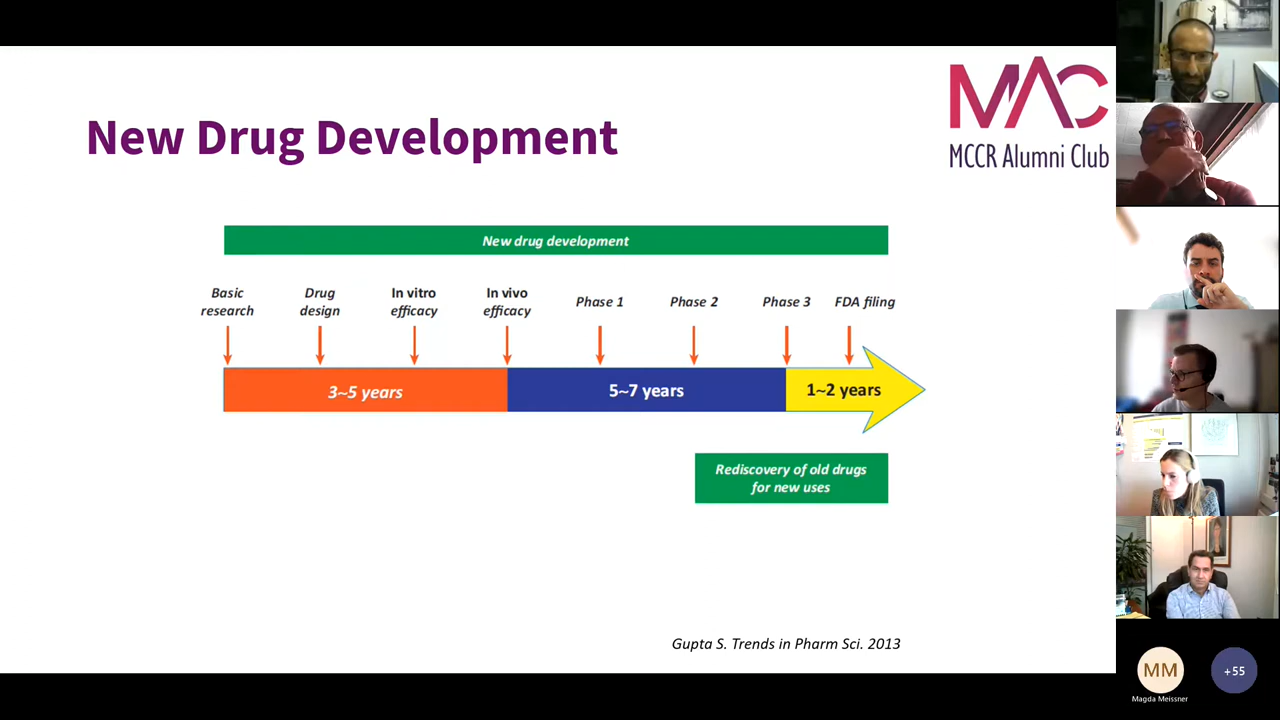 New Drug Development
MAC
MCCR Alumni Club
New drug development
Basic
research
Drug
design
In vitro
efficacy
In vivo
efficacy
Phase 1
Phase 2
Phase 3
FDA filing
3~5 years
5~7 years
1~2 years
Rediscovery of old drugs
for new uses
Gupta S. Trends in Pharm Sci. 2013
MM
+55
Magda Meissner